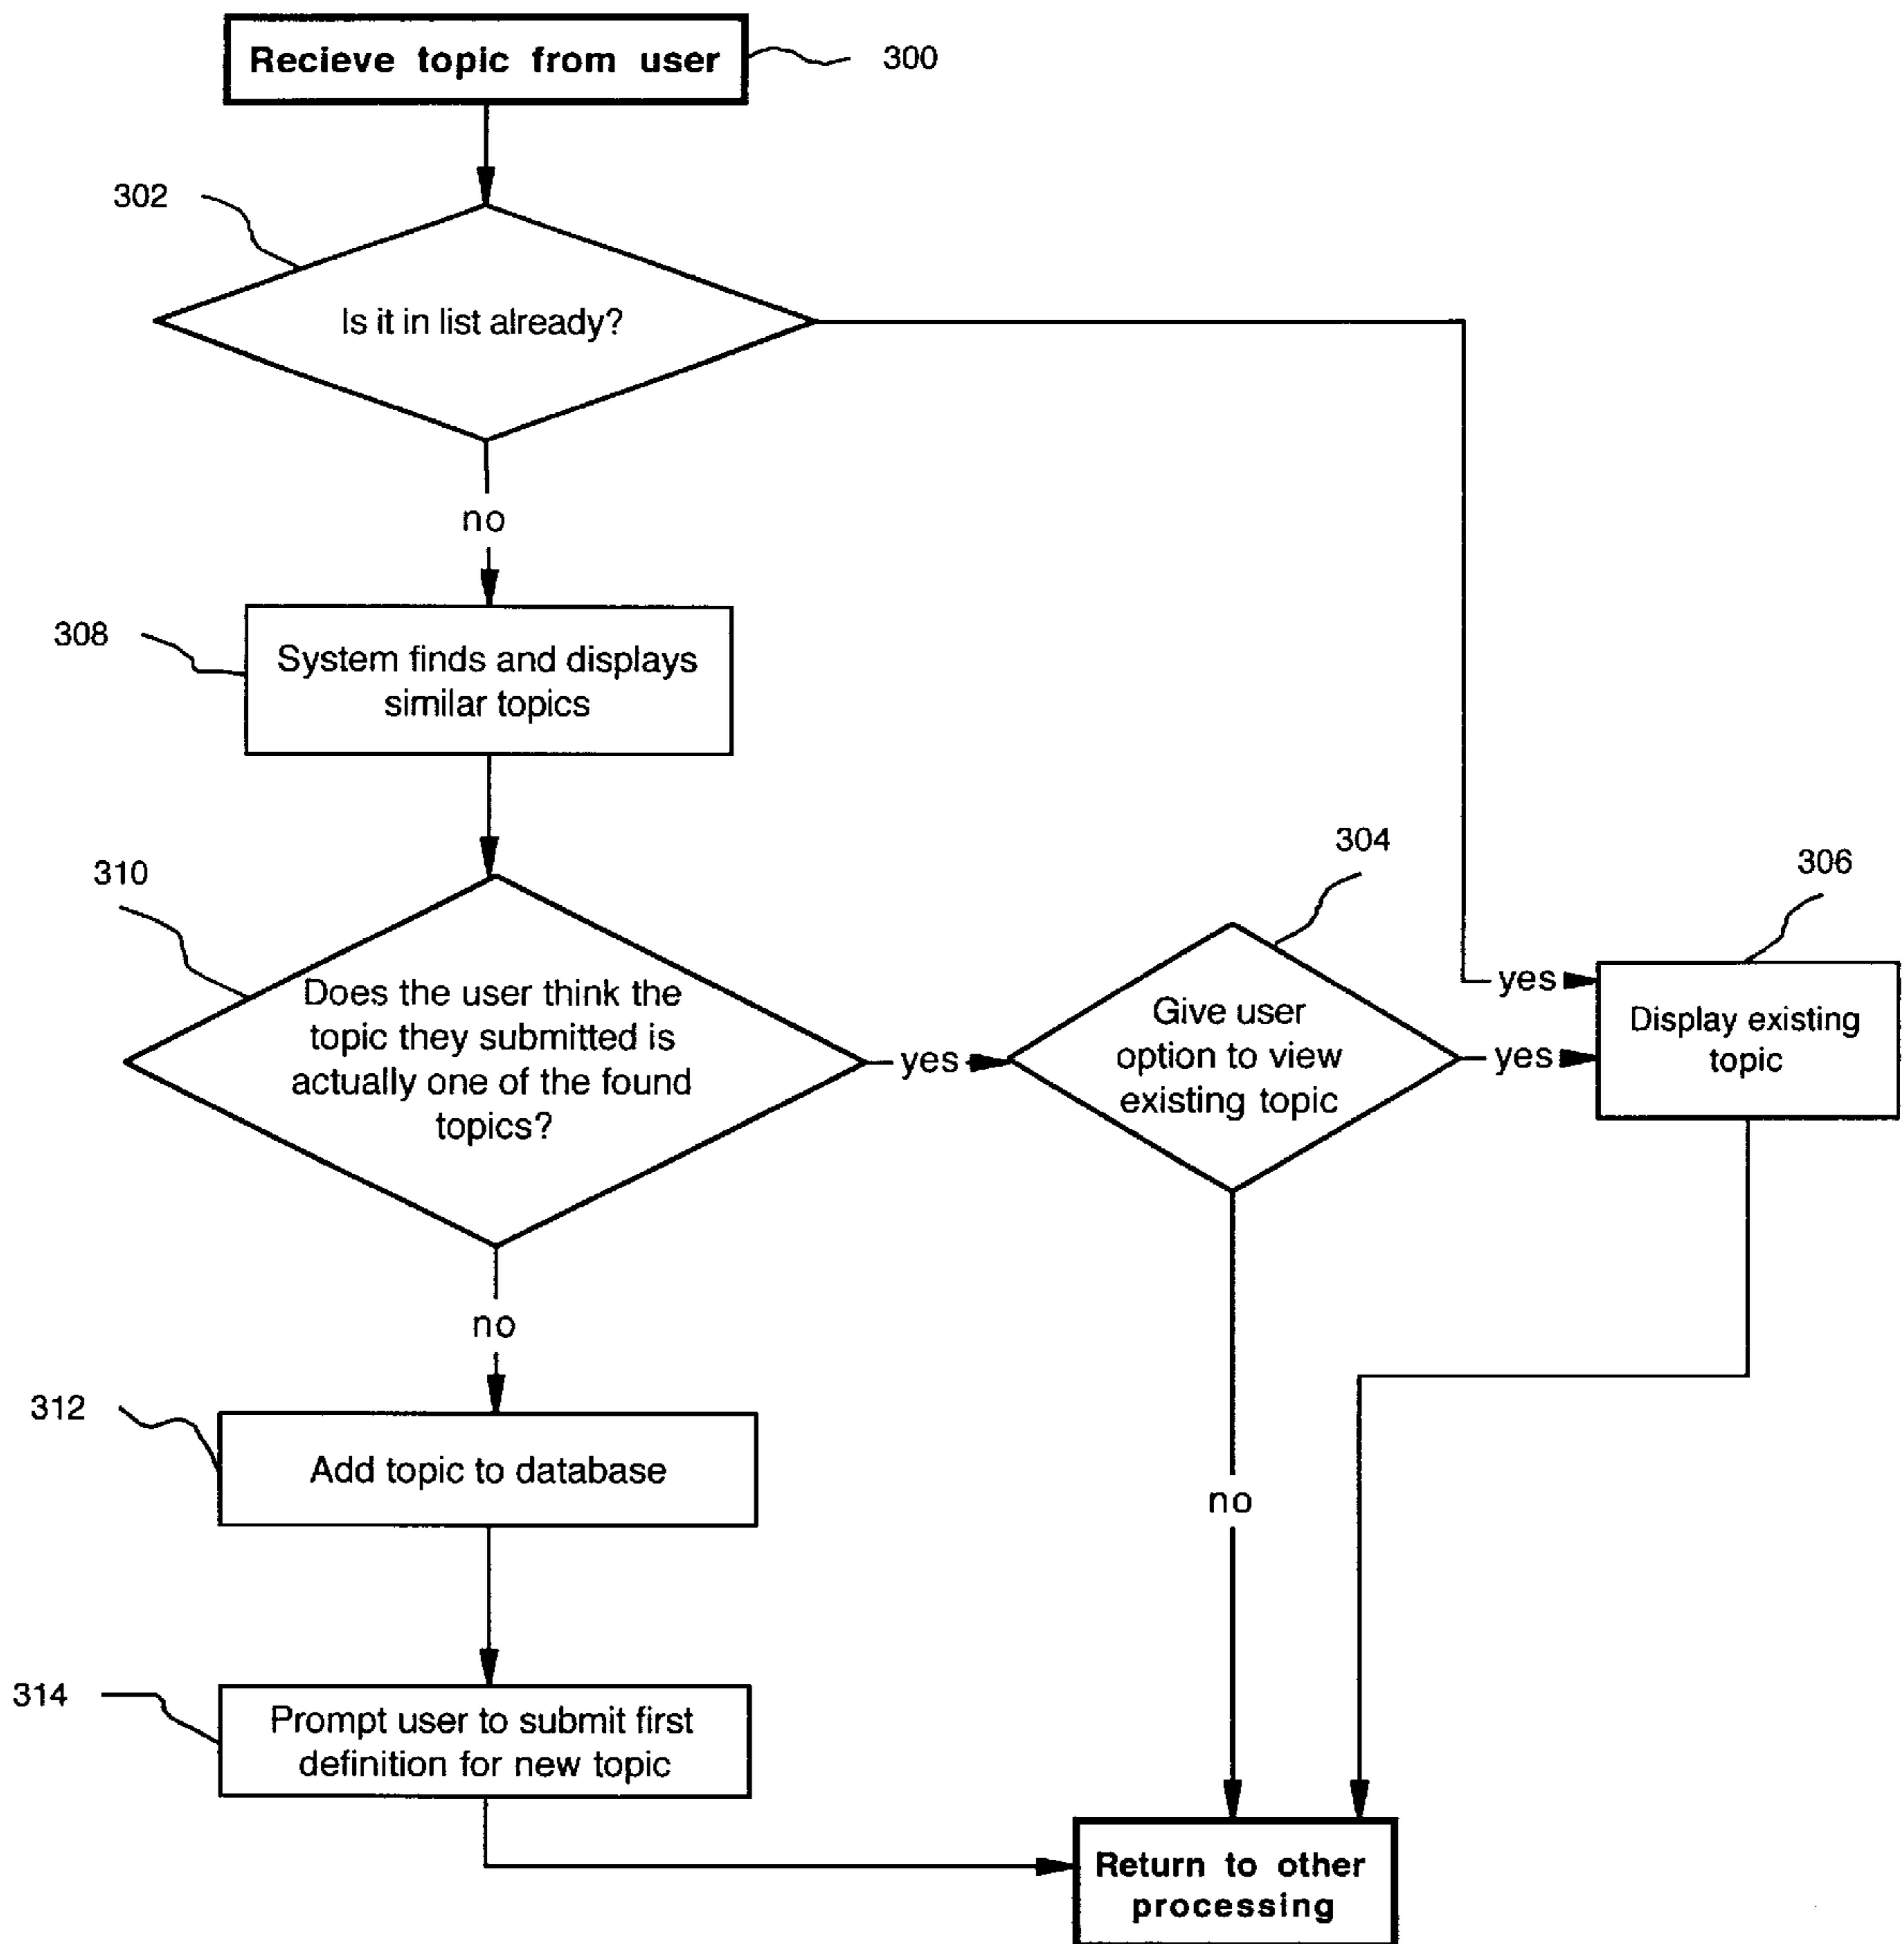 Recieve topic from user
300
302
Is it in list already?
no
308
System finds and displays
similar topics
310
Does the user think the
topic they submitted is
actually one of the found
topics?
yes
304
Give user
option to view
existing topic
yes
yes
306
Display existing
topic
no
no
312
Add topic to database
314
Prompt user to submit first
definition for new topic
Return to other
processing